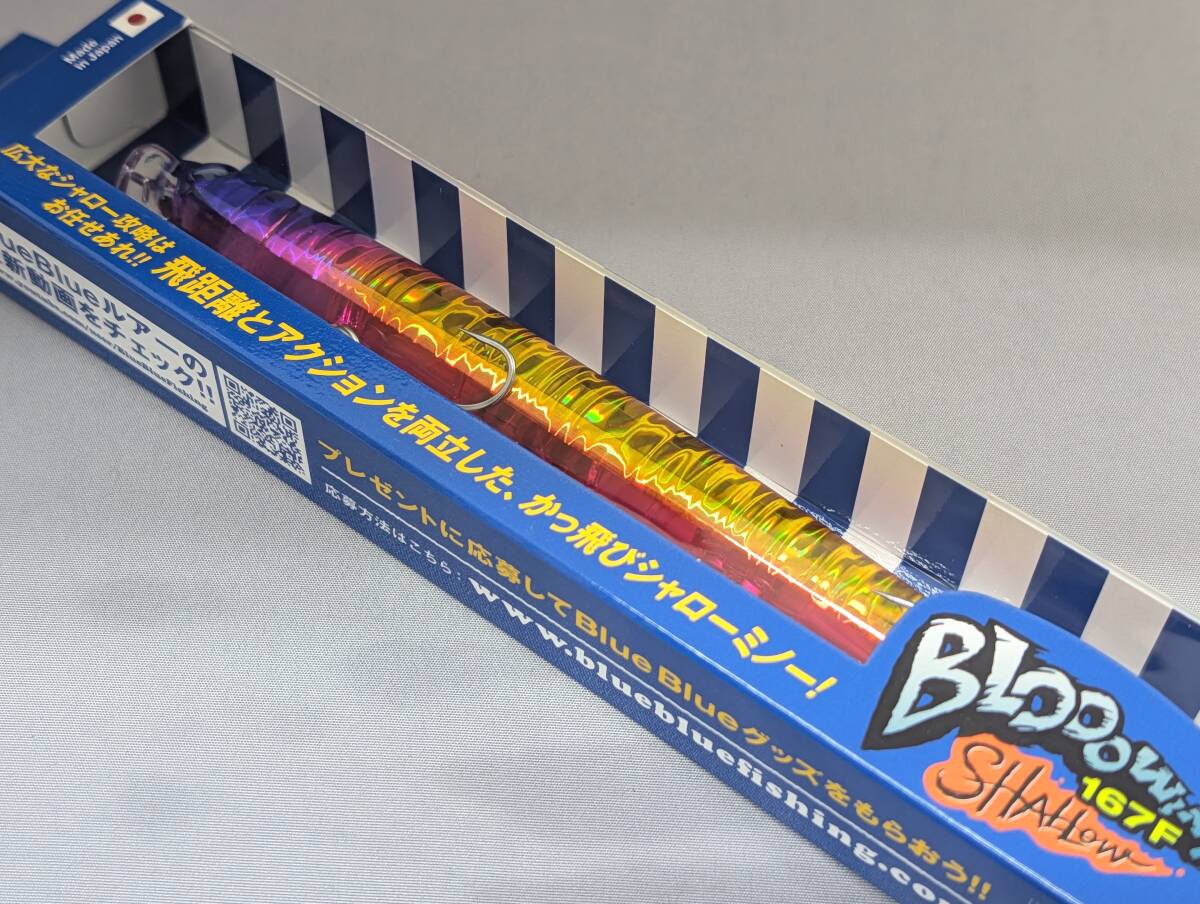 Made
in Japan
広大なシャロー攻略は
お任せあれ!!
飛距離とアクションを両立した、かっ飛びシャローミノー!
ueBlueルアーの
新動画をチェック!!
プレゼントに応募してBlueBlueグッズをもらおう!!
応募方法はこちら: www.bluebluefishing.co
BLOOOWIN
SHALLOW
167F